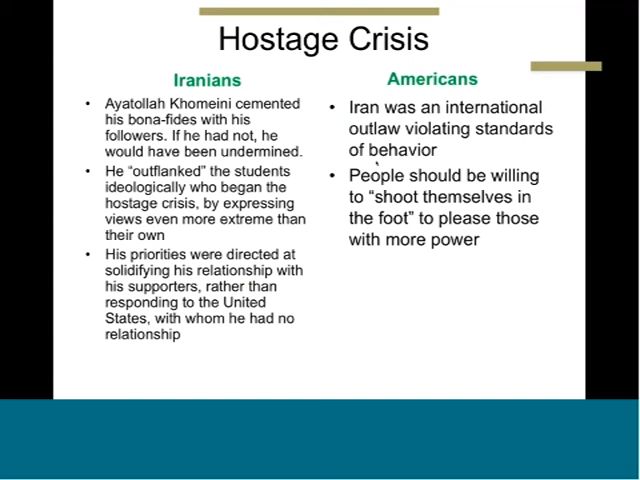 Hostage Crisis
Iranians
• Ayatollah Khomeini cemented
his bona-fides with his
followers. If he had not, he
would have been undermined.
• He “outflanked” the students
ideologically who began the
hostage crisis, by expressing
views even more extreme than
their own
• His priorities were directed at
solidifying his relationship with
his supporters, rather than
responding to the United
States, with whom he had no
relationship
Americans
• Iran was an international
outlaw violating standards
of behavior
• People should be willing
to “shoot themselves in
the foot” to please those
with more power